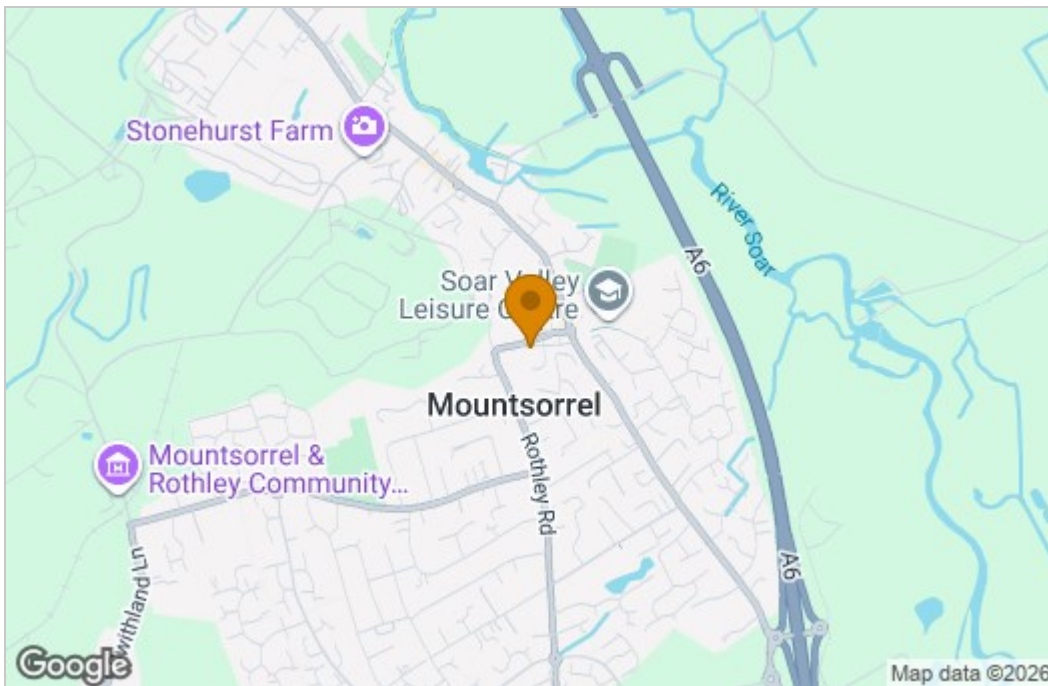 Stonehurst Farm
River Soar
A6
Soar Valley
Leisure Centre
Mountsorrel
Mountsorrel &
Rothley Community...
Rothley Rd
A6
Google
Map data ©2026